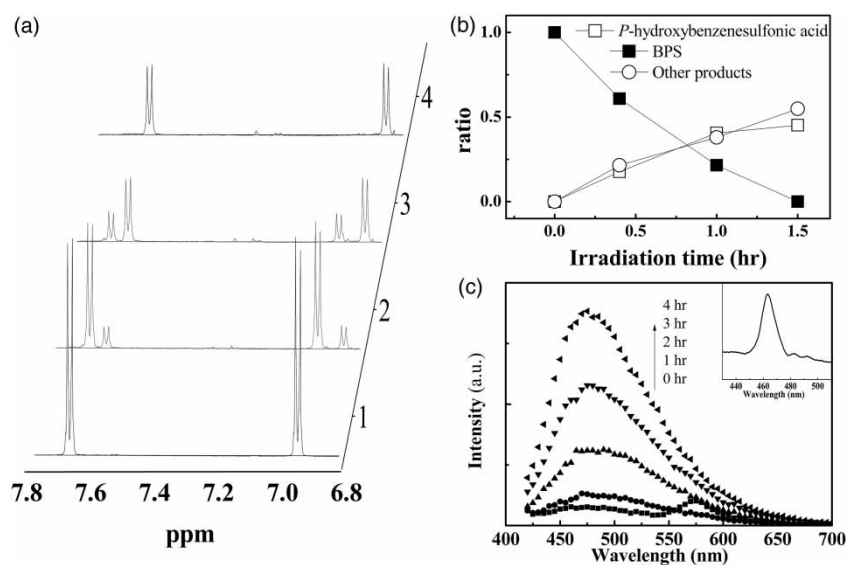 (a)
4
3
2
1
7.8 7.6 7.4 7.2 7.0 6.8
ppm
(b)
P-hydroxybenzenesulfonic acid
BPS
Other products
1.0
0.5
0.0
ratio
0.0 0.5 1.0 1.5
Irradiation time (hr)
(c)
4 hr
3 hr
2 hr
1 hr
0 hr
440 460 480 500
Wavelength (nm)
Intensity (a.u.)
400 450 500 550 600 650 700
Wavelength (nm)